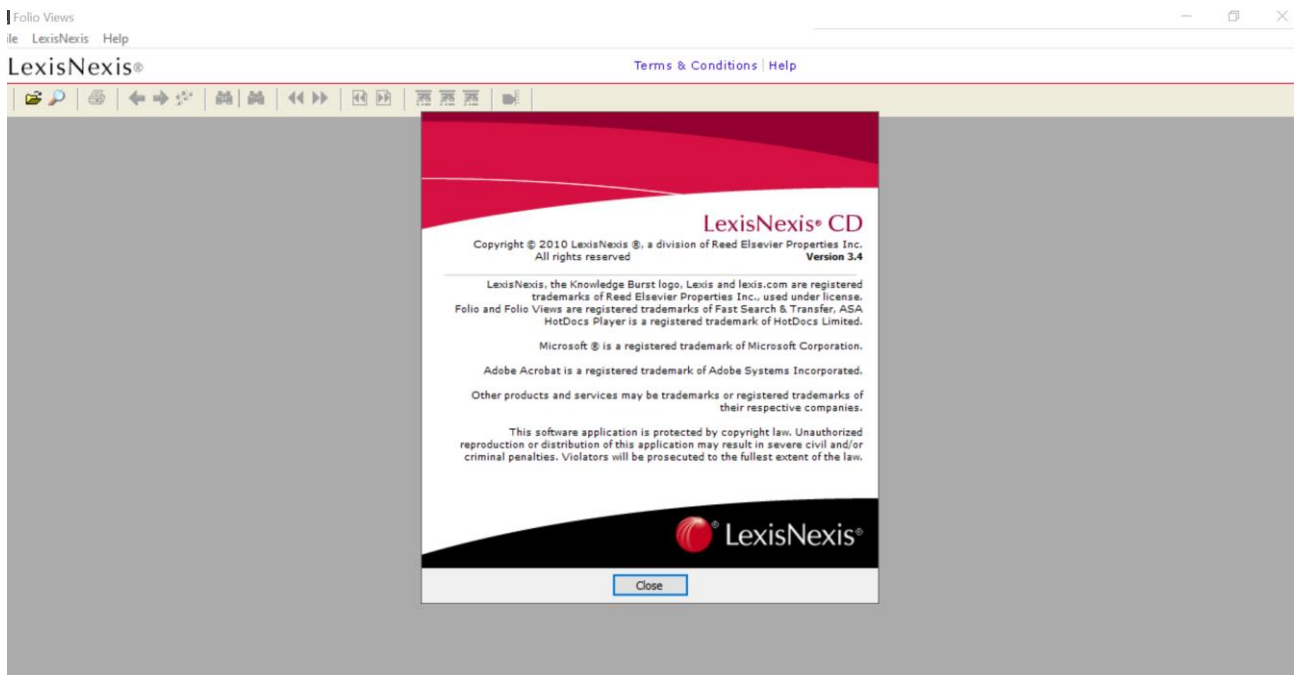 Folio Views
ile LexisNexis Help
LexisNexis®
Terms & Conditions | Help
LexisNexis® CD
Copyright © 2010 LexisNexis ®, a division of Reed Elsevier Properties Inc.
All rights reserved Version 3.4
LexisNexis, the Knowledge Burst logo, Lexis and lexis.com are registered
trademarks of Reed Elsevier Properties Inc., used under license.
Folio and Folio Views are registered trademarks of Fast Search & Transfer, ASA
HotDocs Player is a registered trademark of HotDocs Limited.
Microsoft ® is a registered trademark of Microsoft Corporation.
Adobe Acrobat is a registered trademark of Adobe Systems Incorporated.
Other products and services may be trademarks or registered trademarks of
their respective companies.
This software application is protected by copyright law. Unauthorized
reproduction or distribution of this application may result in severe civil and/or
criminal penalties. Violators will be prosecuted to the fullest extent of the law.
® LexisNexis®
Close